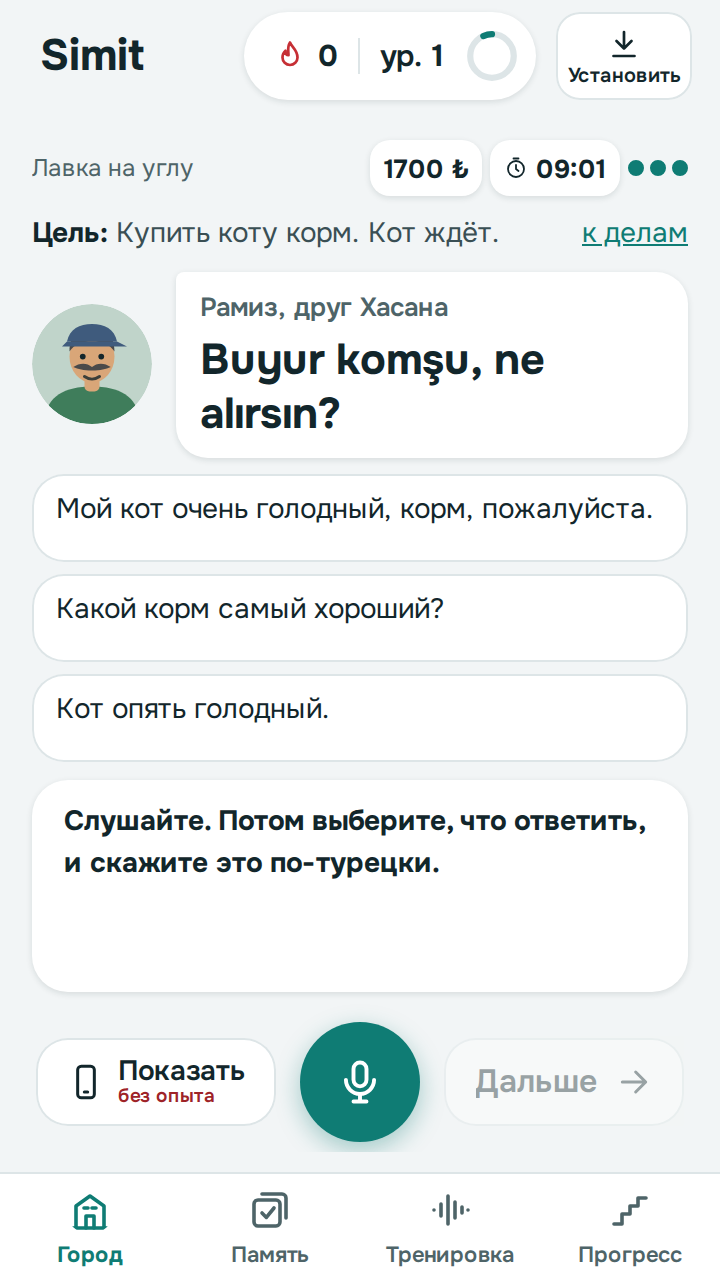 Simit
0
ур. 1
Установить
Лавка на углу
1700 ₺
09:01
Цель: Купить коту корм. Кот ждёт.
к делам
Рамиз, друг Хасана
Buyur komşu, ne
alırsın?
Мой кот очень голодный, корм, пожалуйста.
Какой корм самый хороший?
Кот опять голодный.
Слушайте. Потом выберите, что ответить,
и скажите это по-турецки.
Показать
без опыта
Дальше
Город
Память
Тренировка
Прогресс